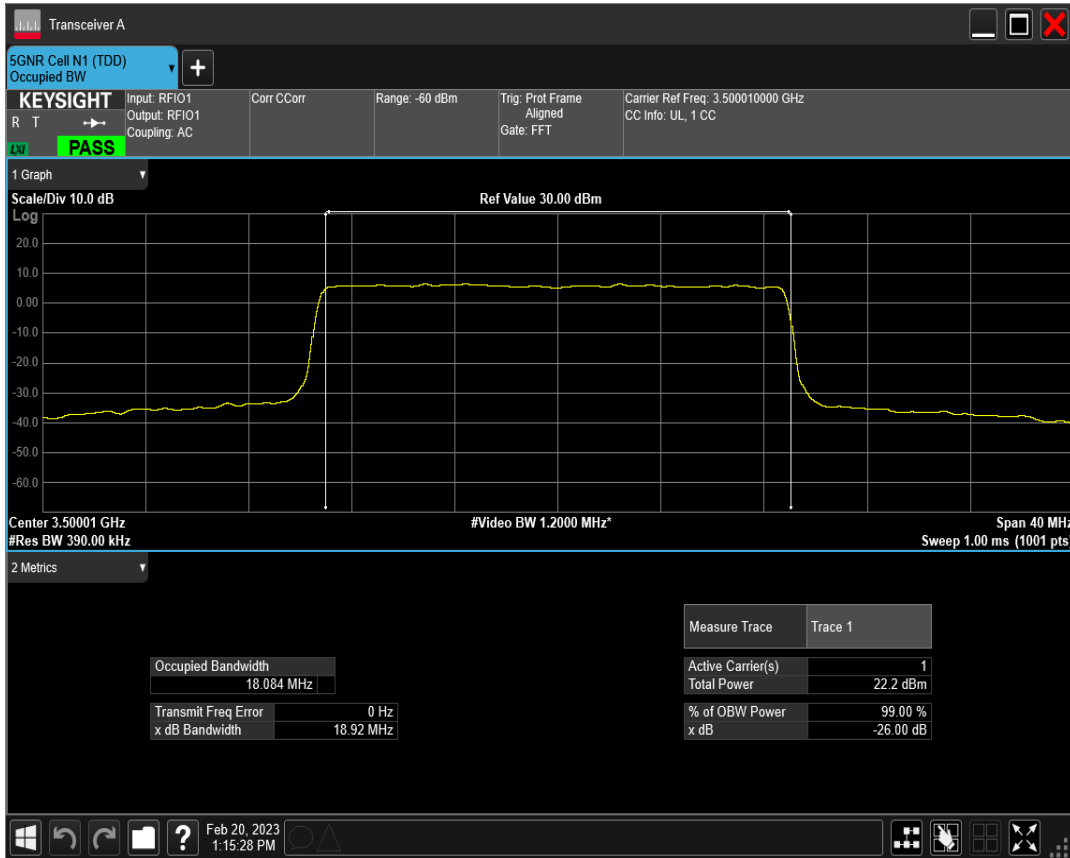 Transceiver A
5GNR Cell N1 (TDD)
Occupied BW
+
KEYSIGHT
R T
LXI
PASS
Input: RFIO1
Output: RFIO1
Coupling: AC
Corr CCorr
Range: -60 dBm
Trig: Prot Frame
Aligned
Gate: FFT
Carrier Ref Freq: 3.500010000 GHz
CC Info: UL, 1 CC
1 Graph
Scale/Div 10.0 dB
Ref Value 30.00 dBm
Log
20.0
10.0
0.00
-10.0
-20.0
-30.0
-40.0
-50.0
-60.0
Center 3.50001 GHz
#Video BW 1.2000 MHz*
Span 40 MHz
#Res BW 390.00 kHz
Sweep 1.00 ms (1001 pts)
2 Metrics
Measure Trace Trace 1
Occupied Bandwidth
18.084 MHz
Active Carrier(s) 1
Total Power 22.2 dBm
Transmit Freq Error 0 Hz
x dB Bandwidth 18.92 MHz
% of OBW Power 99.00 %
x dB -26.00 dB
?
Feb 20, 2023
1:15:28 PM